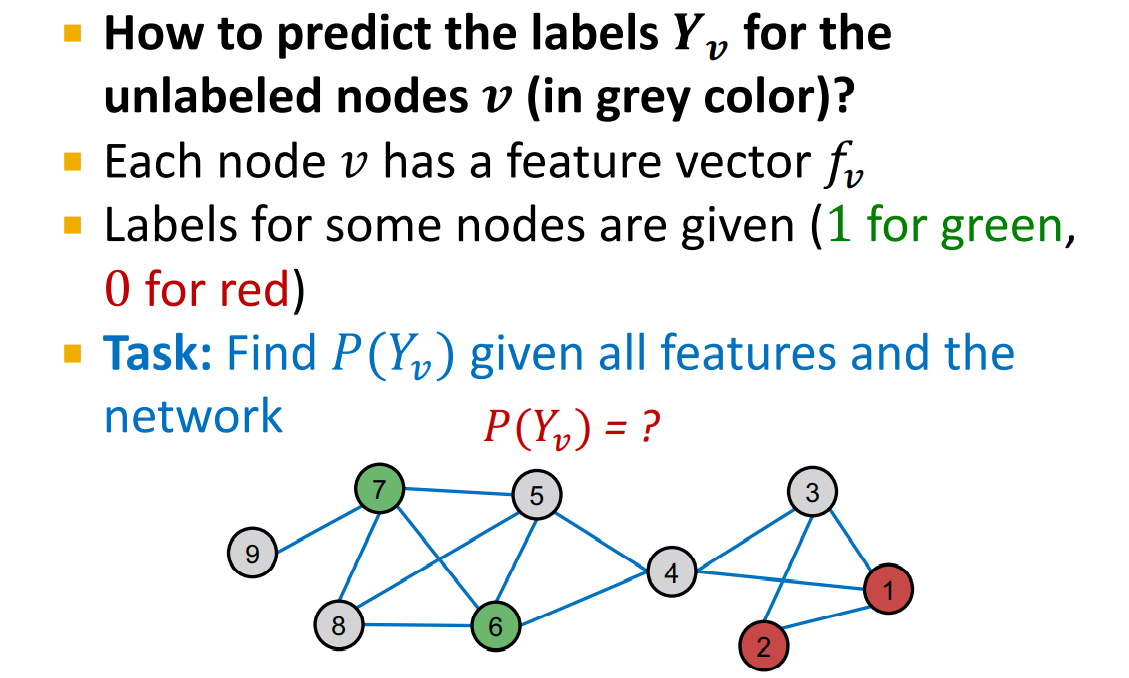 How to predict the labels Y_v for the
unlabeled nodes v (in grey color)?
Each node v has a feature vector f_v
Labels for some nodes are given (1 for green,
0 for red)
Task: Find P(Y_v) given all features and the
network
P(Y_v) = ?
7
5
3
9
4
1
8
6
2